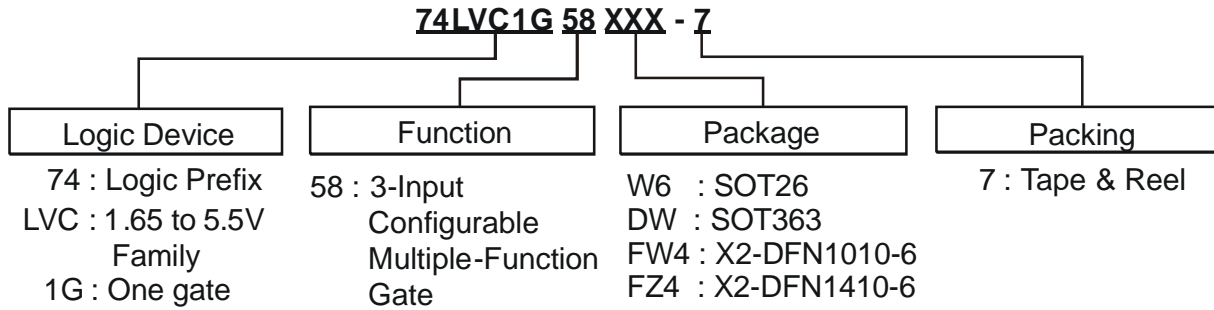 74LVC1G 58 XXX - 7
Logic Device
74 : Logic Prefix
LVC : 1.65 to 5.5V
Family
1G : One gate
Function
58 : 3-Input
Configurable
Multiple-Function
Gate
Package
W6 : SOT26
DW : SOT363
FW4 : X2-DFN1010-6
FZ4 : X2-DFN1410-6
Packing
7 : Tape & Reel